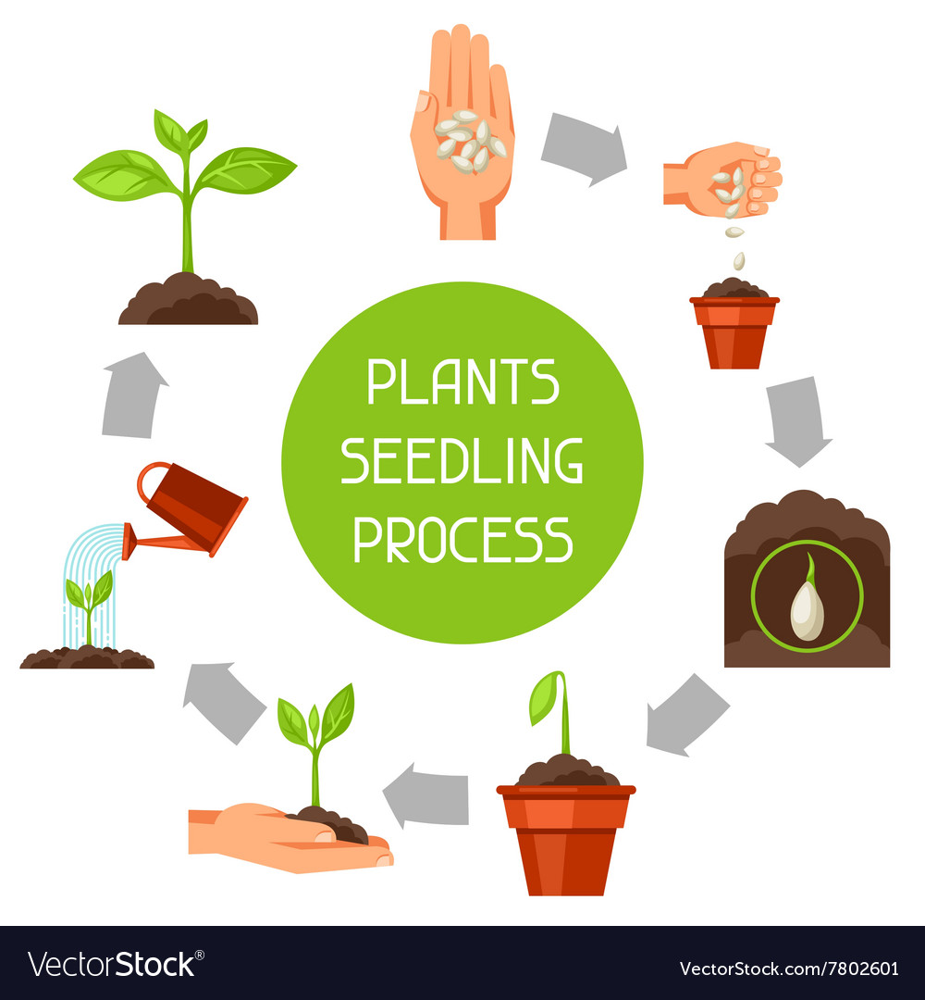 PLANTS
SEEDLING
PROCESS
VectorStock®
VectorStock.com/7802601